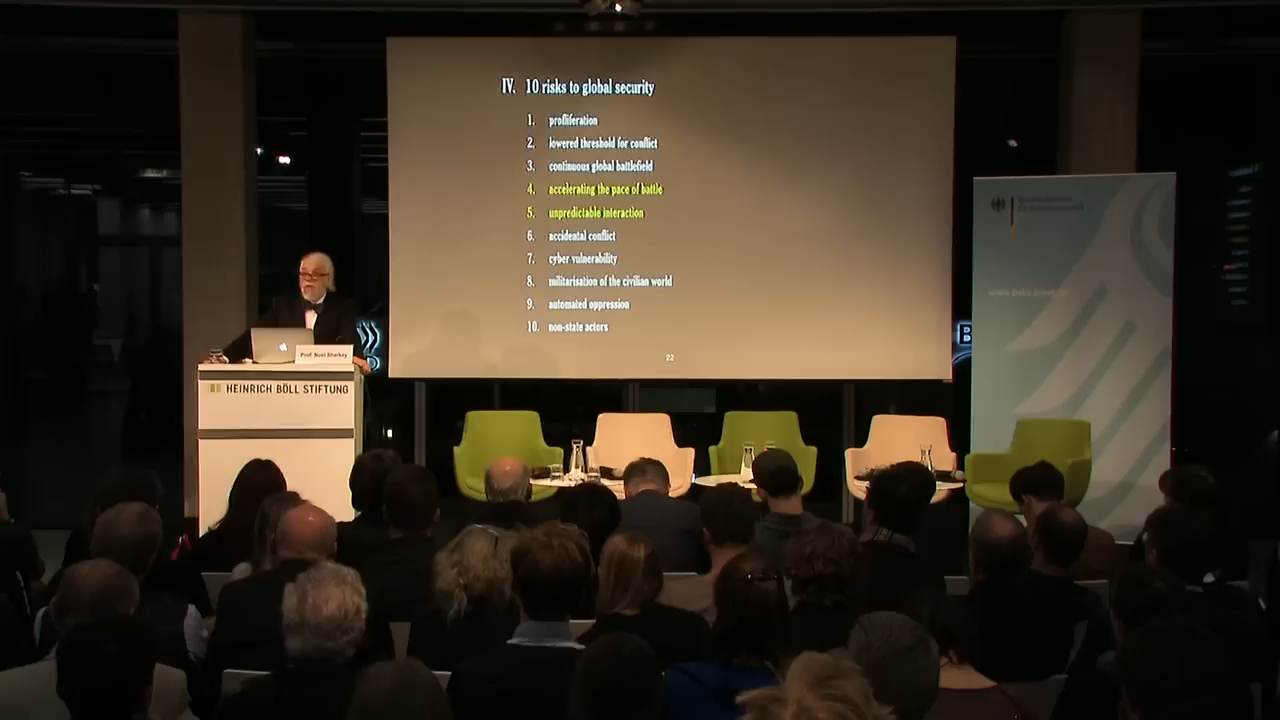 IV. 10 risks to global security
1. profliferation
2. lowered threshold for conflict
3. continuous global battlefield
4. accelerating the pace of battle
5. unpredictable interaction
6. accidental conflict
7. cyber vulnerability
8. militarisation of the civilian world
9. automated oppression
10. non-state actors
22
Prof. Noel Sharkey
HEINRICH BÖLL STIFTUNG